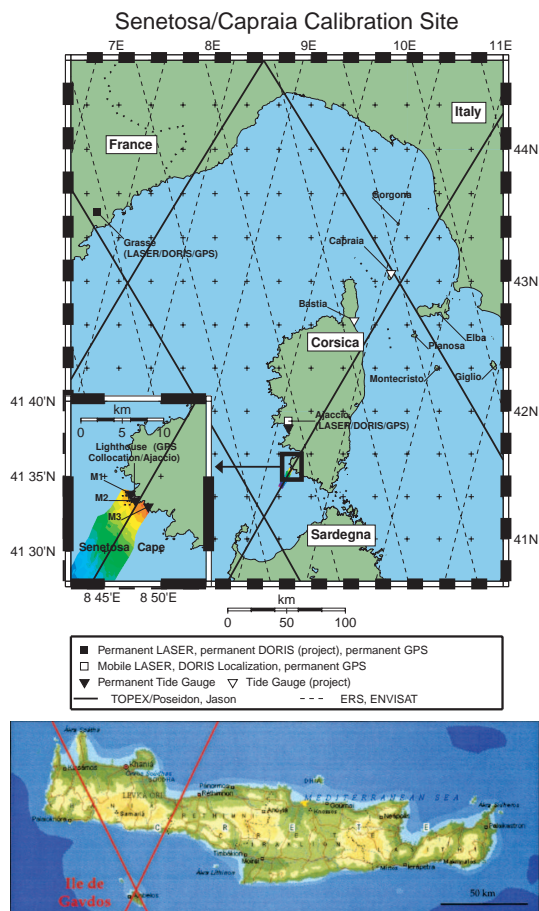 Senetosa/Capraia Calibration Site
7E 8E 9E 10E 11E
Italy
France
44N
Gorgona
Grasse
(LASER/DORIS/GPS)
Capraia
43N
Bastia
Corsica
Elba
Pianosa
Montecristo
Giglio
41 40'N
km
0 5 10
Ajaccio
(LASER/DORIS/GPS)
42N
Lighthouse (GPS
Collocation/Ajaccio)
41 35'N
M1
M2
M3
Sardegna
Senetosa Cape
41 30'N
41N
8 45'E 8 50'E
km
0 50 100
Permanent LASER, permanent DORIS (project), permanent GPS
Mobile LASER, DORIS Localization, permanent GPS
Permanent Tide Gauge Tide Gauge (project)
TOPEX/Poseidon, Jason ERS, ENVISAT
Khaniá
MEDITERRANEAN SEA
C R E T E
Ile de
Gavdos
50 km